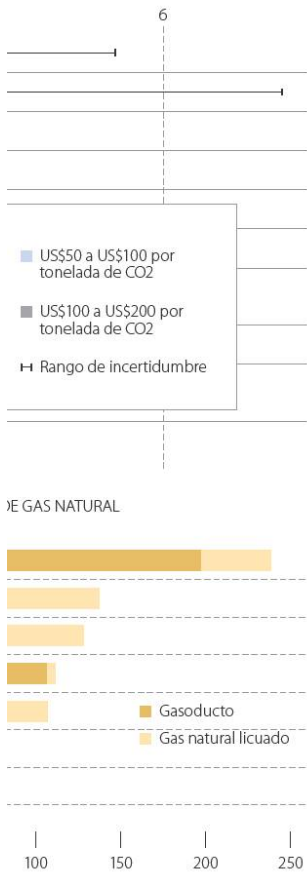 6
US$50 a US$100 por
tonelada de CO2
US$100 a US$200 por
tonelada de CO2
Rango de incertidumbre
DE GAS NATURAL
Gasoducto
Gas natural licuado
100 150 200 250